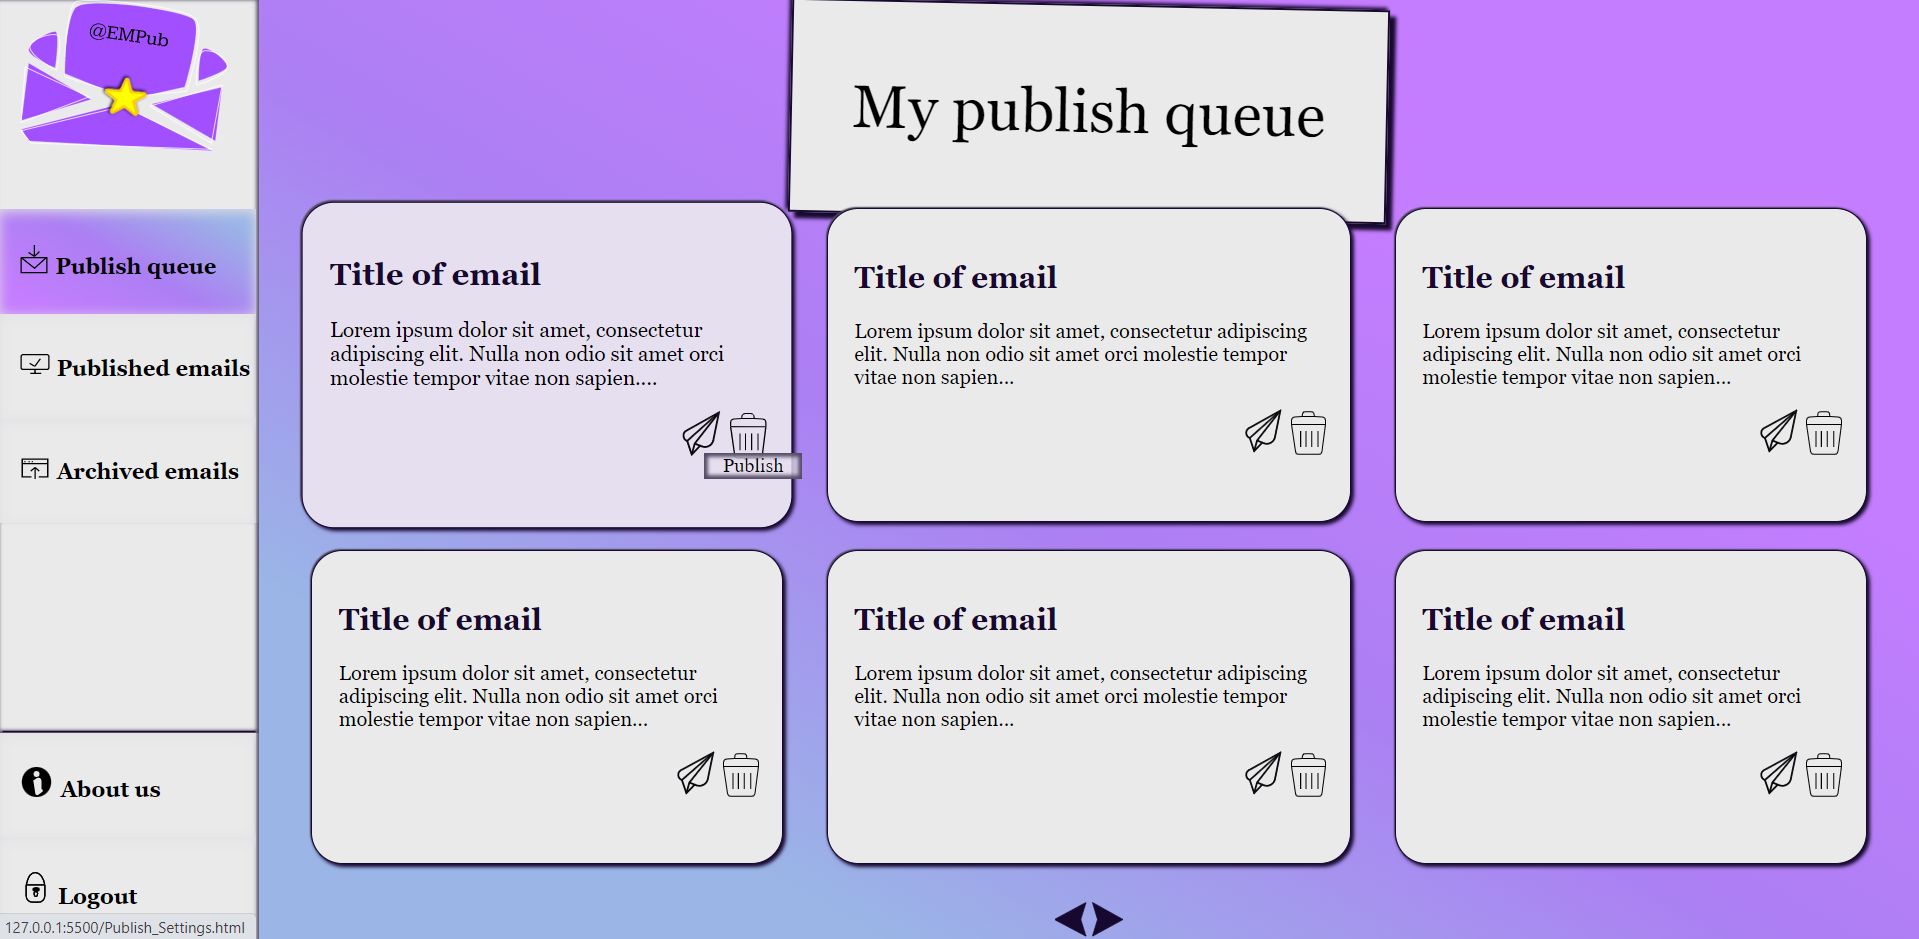 @EMPub
My publish queue
Publish queue
Published emails
Archived emails
About us
Logout
127.0.0.1:5500/Publish_Settings.html
Title of email
Lorem ipsum dolor sit amet, consectetur
adipiscing elit. Nulla non odio sit amet orci
molestie tempor vitae non sapien....
Publish
Title of email
Lorem ipsum dolor sit amet, consectetur adipiscing
elit. Nulla non odio sit amet orci molestie tempor
vitae non sapien...
Title of email
Lorem ipsum dolor sit amet, consectetur
adipiscing elit. Nulla non odio sit amet orci
molestie tempor vitae non sapien...
Title of email
Lorem ipsum dolor sit amet, consectetur
adipiscing elit. Nulla non odio sit amet orci
molestie tempor vitae non sapien...
Title of email
Lorem ipsum dolor sit amet, consectetur adipiscing
elit. Nulla non odio sit amet orci molestie tempor
vitae non sapien...
Title of email
Lorem ipsum dolor sit amet, consectetur
adipiscing elit. Nulla non odio sit amet orci
molestie tempor vitae non sapien...